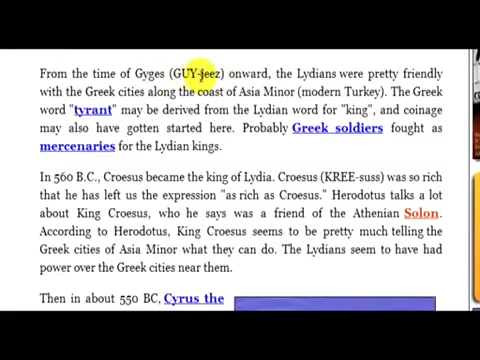 From the time of Gyges (GUY-jeez) onward, the Lydians were pretty friendly
with the Greek cities along the coast of Asia Minor (modern Turkey). The Greek
word "tyrant" may be derived from the Lydian word for "king", and coinage
may also have gotten started here. Probably Greek soldiers fought as
mercenaries for the Lydian kings.
In 560 B.C., Croesus became the king of Lydia. Croesus (KREE-suss) was so rich
that he has left us the expression "as rich as Croesus." Herodotus talks a lot
about King Croesus, who he says was a friend of the Athenian Solon.
According to Herodotus, King Croesus seems to be pretty much telling the
Greek cities of Asia Minor what they can do. The Lydians seem to have had
power over the Greek cities near them.
Then in about 550 BC, Cyrus the